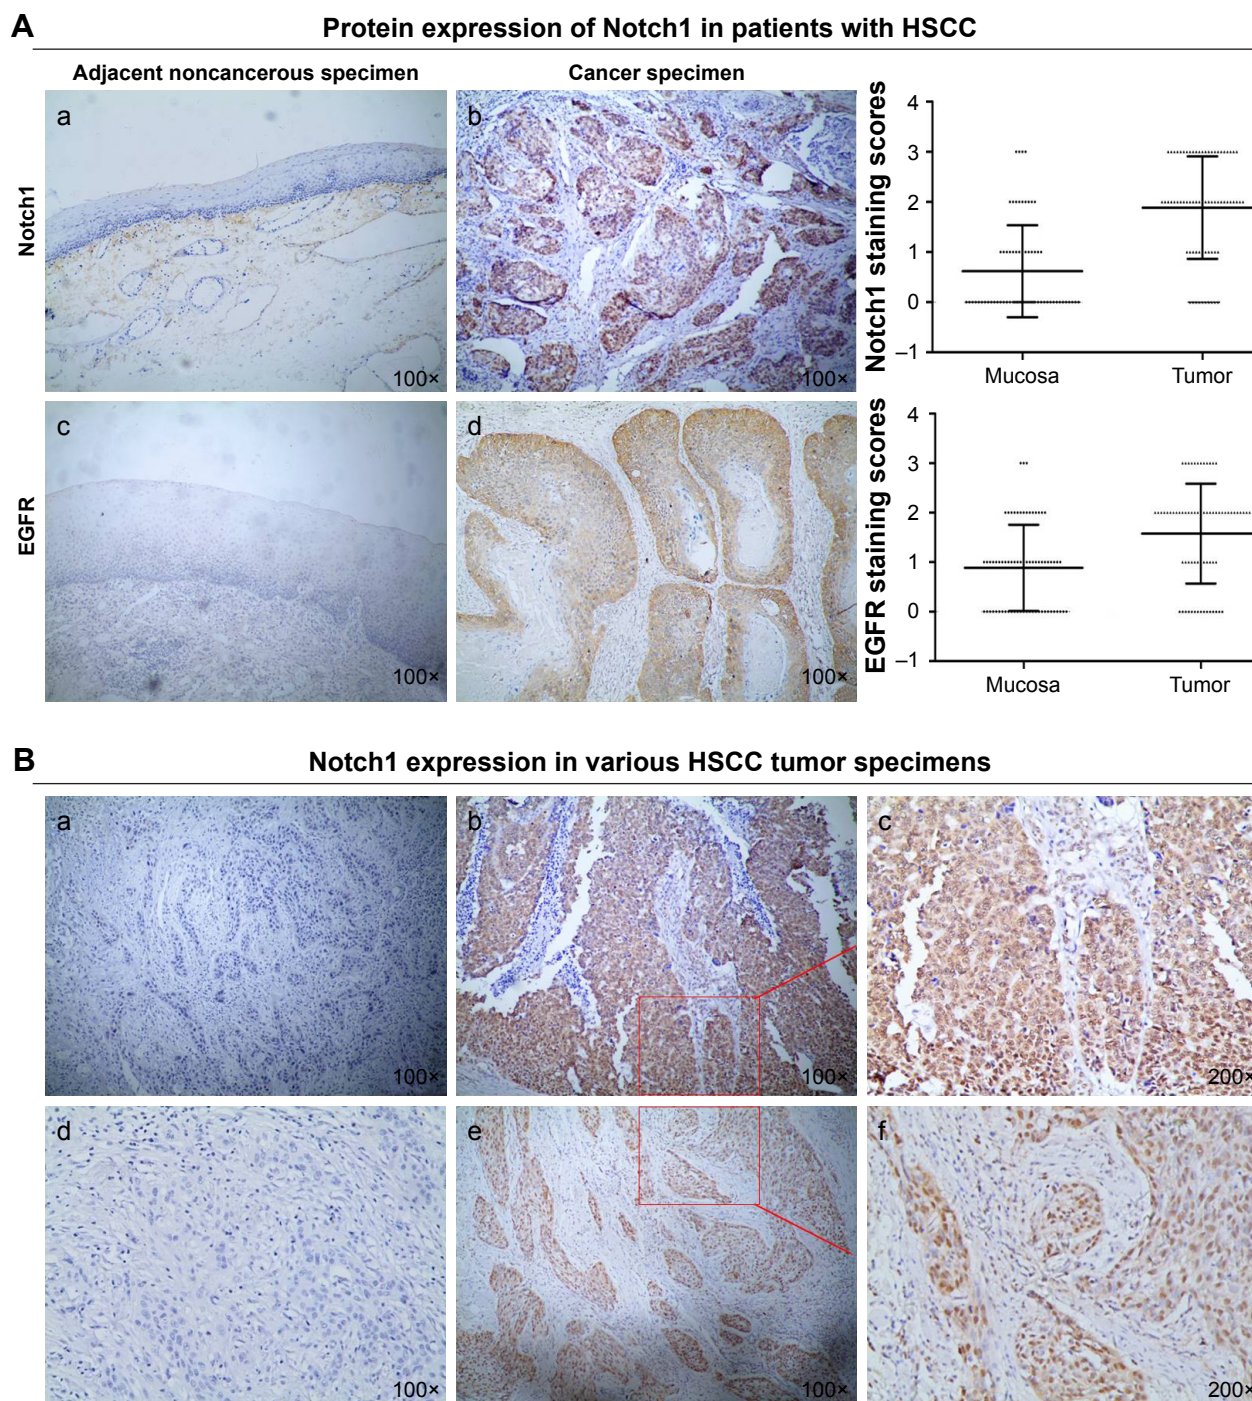 A
Protein expression of Notch1 in patients with HSCC
Adjacent noncancerous specimen
Cancer specimen
Notch1
a
100×
b
100×
Notch1 staining scores
4
3
2
1
0
–1
Mucosa
Tumor
EGFR
c
100×
d
100×
EGFR staining scores
4
3
2
1
0
–1
Mucosa
Tumor
B
Notch1 expression in various HSCC tumor specimens
a
100×
b
100×
c
200×
d
100×
e
f
200×